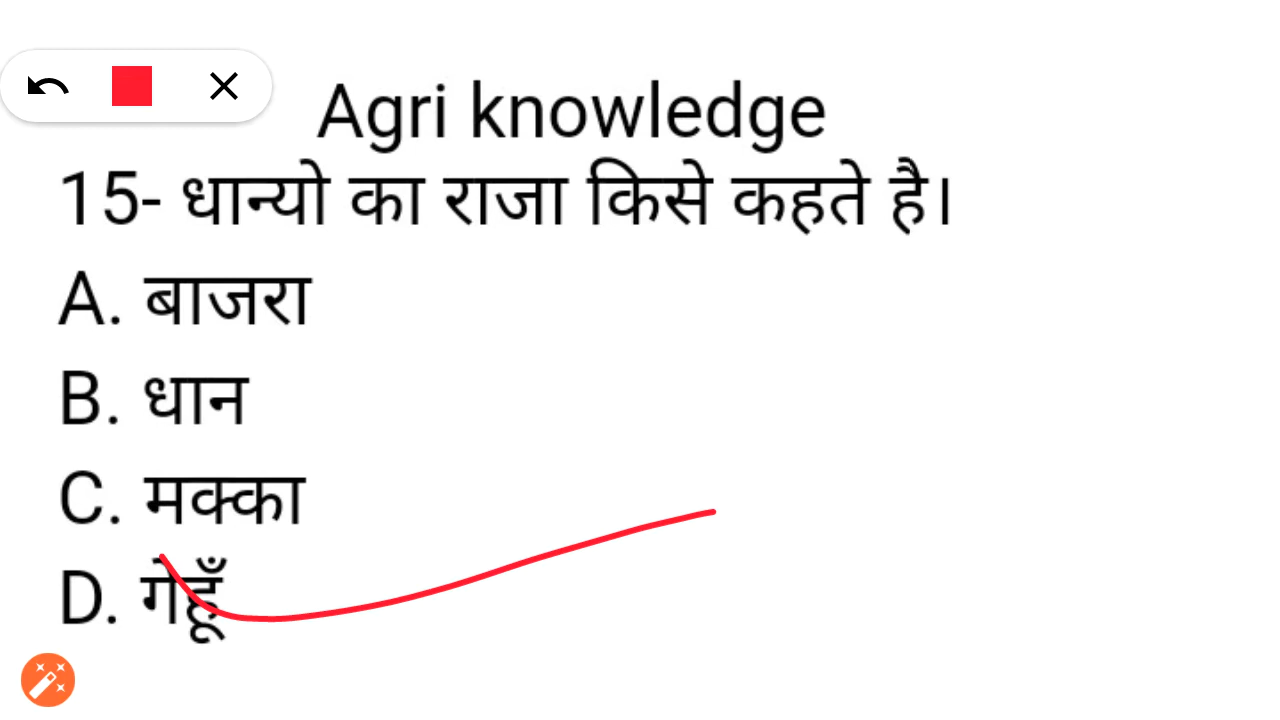 Agri knowledge
15- धान्यो का राजा किसे कहते है।
A. बाजरा
B. धान
C. मक्का
D. गेहूँ